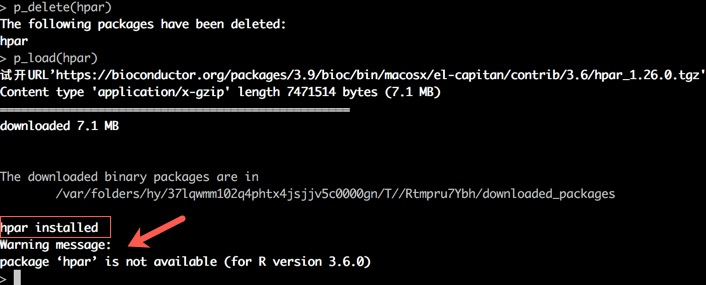 > p_delete(hpar)
The following packages have been deleted:
hpar
> p_load(hpar)
试开URL’https://bioconductor.org/packages/3.9/bioc/bin/macosx/el-capitan/contrib/3.6/hpar_1.26.0.tgz'
Content type 'application/x-gzip' length 7471514 bytes (7.1 MB)
==================================================
downloaded 7.1 MB
The downloaded binary packages are in
/var/folders/hy/37lqwmm102q4phtx4jsjjv5c0000gn/T//Rtmpru7Ybh/downloaded_packages
hpar installed
Warning message:
package ‘hpar’ is not available (for R version 3.6.0)
>